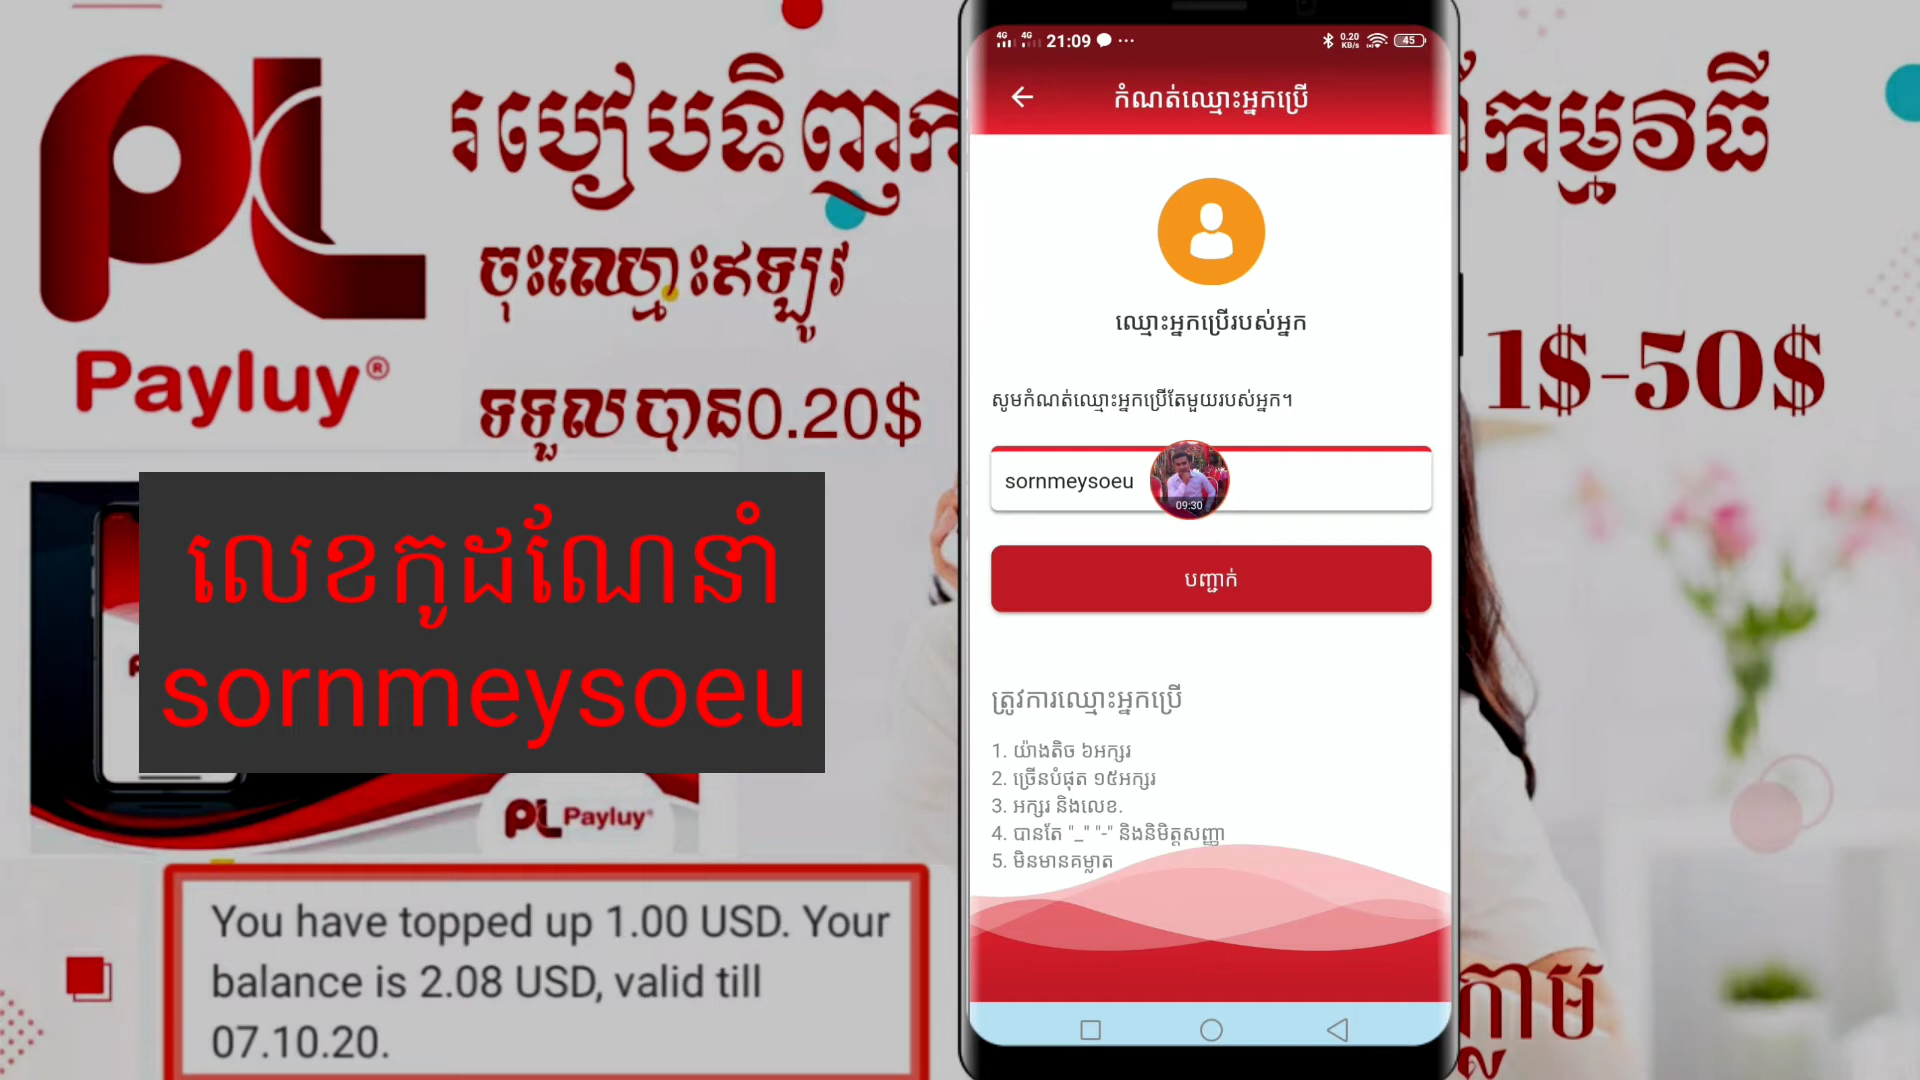 PL
Payluy®
របៀបទិញក
កម្មវិធី
ចុះឈ្មោះឥឡូវ
ទទួលបាន0.20$
1$-50$
លេខកូដណែនាំ
sornmeysoeu
PL Payluy®
You have topped up 1.00 USD. Your
balance is 2.08 USD, valid till
07.10.20.
4G 4G 21:09 0.20 KB/s 45
កំណត់ឈ្មោះអ្នកប្រើ
ឈ្មោះអ្នកប្រើរបស់អ្នក
សូមកំណត់ឈ្មោះអ្នកប្រើតែមួយរបស់អ្នក។
sornmeysoeu
09:30
បញ្ជាក់
ត្រូវការឈ្មោះអ្នកប្រើ
1. យ៉ាងតិច ៦អក្សរ
2. ច្រើនបំផុត ១៥អក្សរ
3. អក្សរ និងលេខ.
4. បានតែ "_" "-" និងនិមិត្តសញ្ញា
5. មិនមានគម្លាត